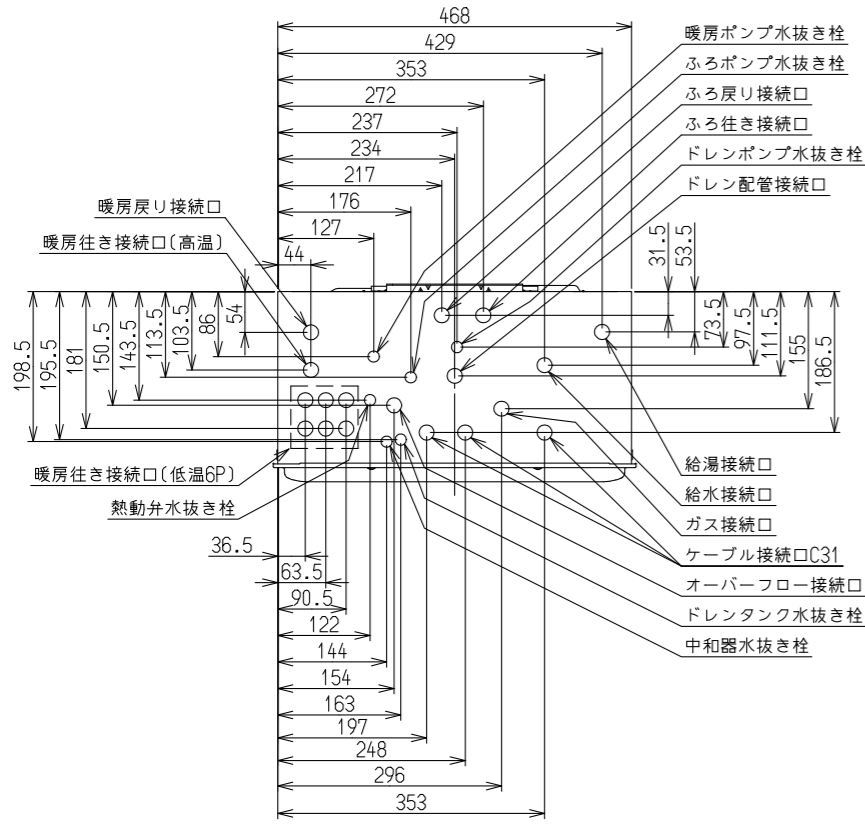 468
429
353
272
237
234
217
176
127
44
暖房ポンプ水抜き栓
ふろポンプ水抜き栓
ふろ戻り接続口
ふろ往き接続口
ドレンポンプ水抜き栓
ドレン配管接続口
暖房戻り接続口
暖房往き接続口(高温)
198.5
195.5
181
150.5
143.5
113.5
103.5
86
54
31.5
53.5
73.5
97.5
111.5
155
186.5
暖房往き接続口(低温6P)
熱動弁水抜き栓
給湯接続口
給水接続口
ガス接続口
ケーブル接続口C31
オーバーフロー接続口
ドレンタンク水抜き栓
中和器水抜き栓
36.5
63.5
90.5
122
144
154
163
197
248
296
353